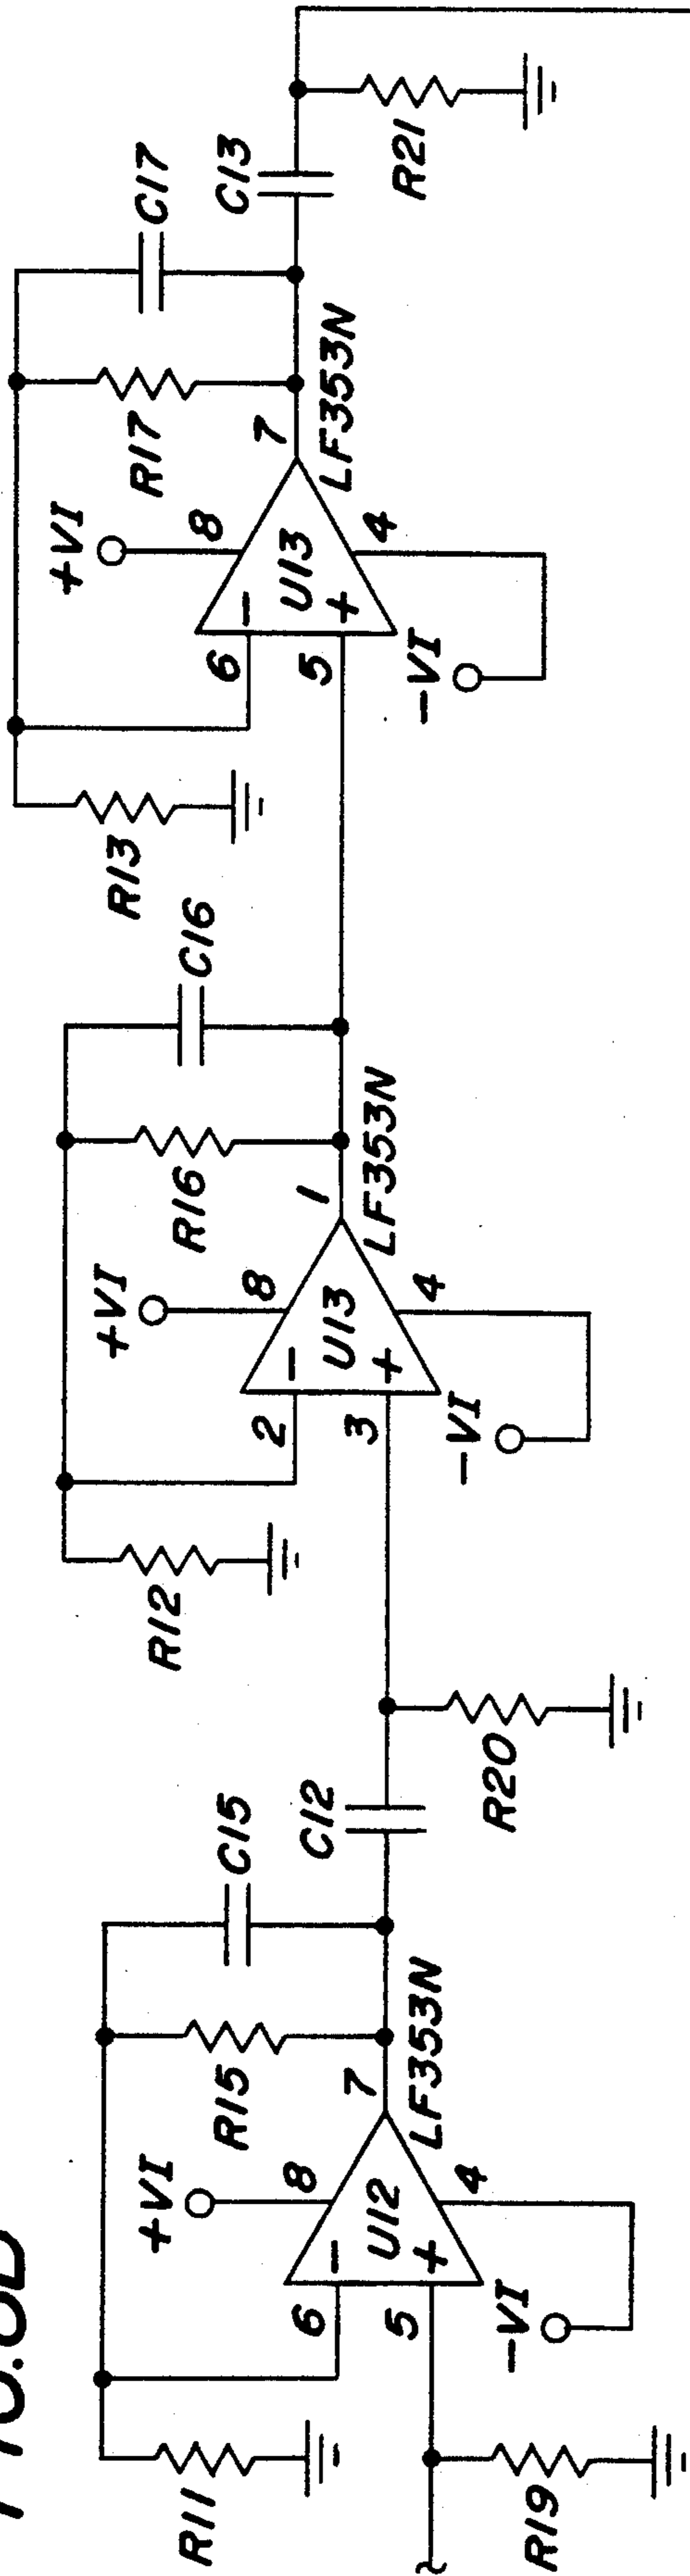 FIG.8B
R11
R19
6
5
+VI
8
-
U12
+
-VI
4
7
LF353N
R15
C15
C12
R20
R12
2
3
+VI
8
-
U13
+
-VI
4
1
LF353N
R16
C16
R13
6
5
+VI
8
-
U13
+
-VI
4
7
LF353N
R17
C17
C13
R21